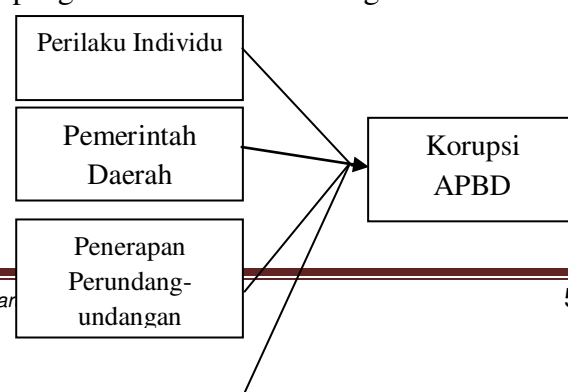 Perilaku Individu
Pemerintah
Daerah
Korupsi
APBD
Penerapan
Perundang-
undangan